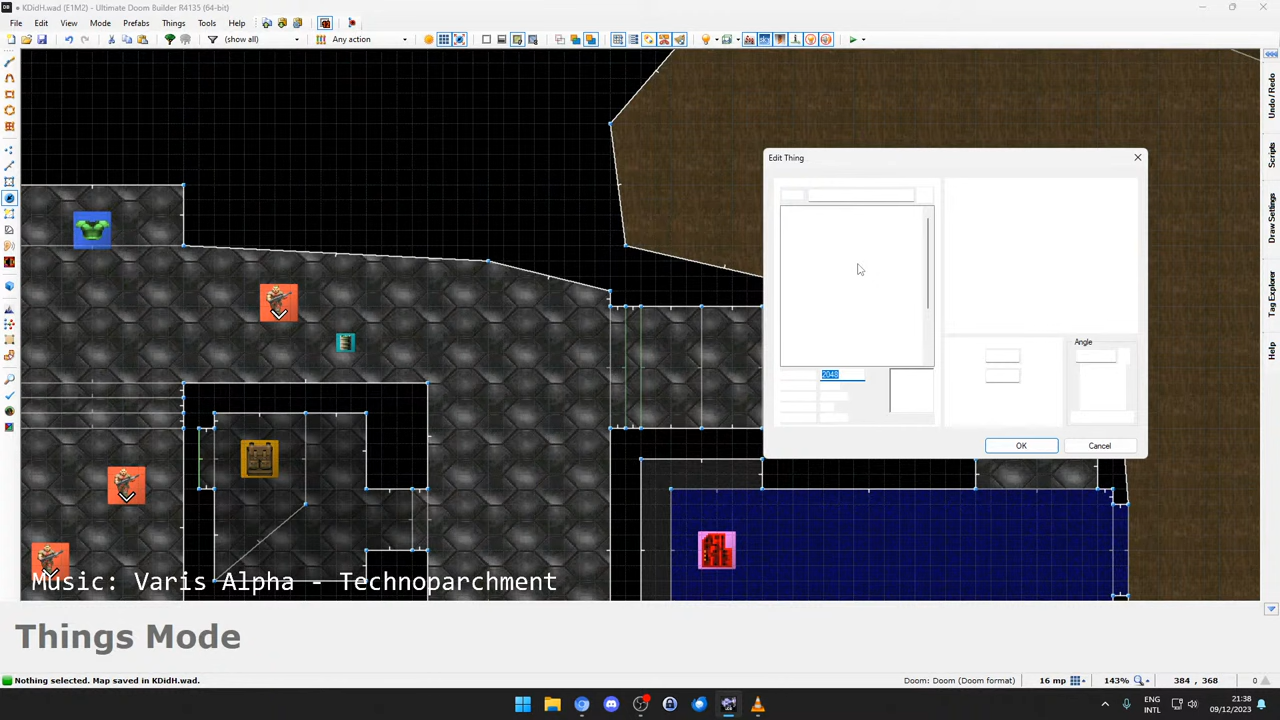 KDidH.wad (E1M2) - Ultimate Doom Builder R4135 (64-bit)
File Edit View Mode Prefabs Things Tools Help
(show all) Any action
Undo / Redo
Scripts
Draw Settings
Tag Explorer
Help
Edit Thing
2048
Angle
OK Cancel
Music: Varis Alpha - Technoparchment
Things Mode
Nothing selected. Map saved in KDidH.wad.
Doom: Doom (Doom format) 16 mp 143% 384 , 368 0
ENG
INTL
21:38
09/12/2023